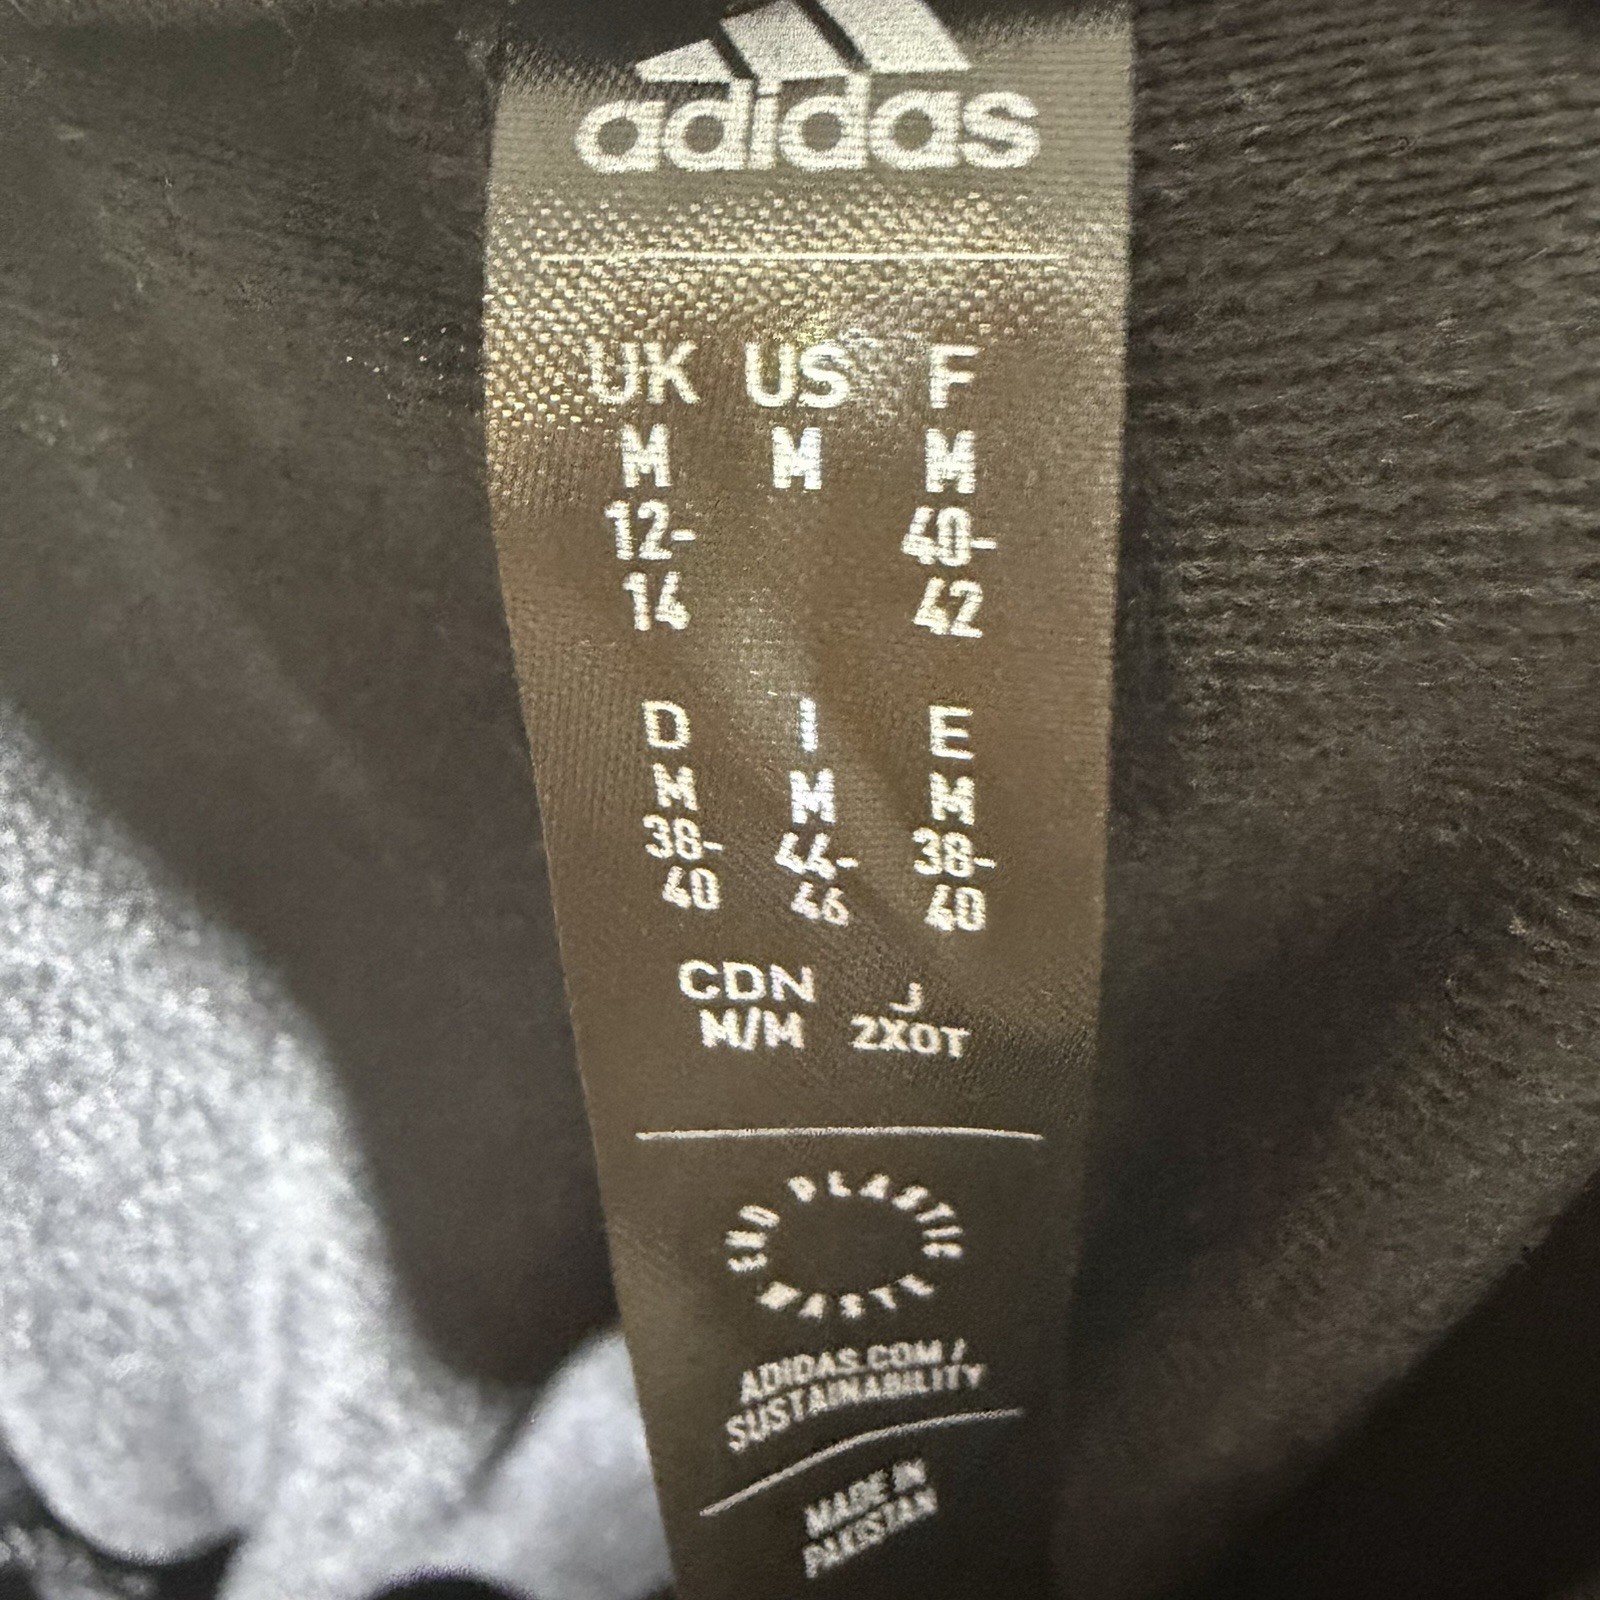 adidas
UK US F
M M M
12- 40-
14 42
D I E
M M M
38- 44- 38-
40 46 40
CDN J
M/M 2XOT
END PLASTIC WASTE
ADIDAS.COM/
SUSTAINABILITY
MADE IN
PAKISTAN